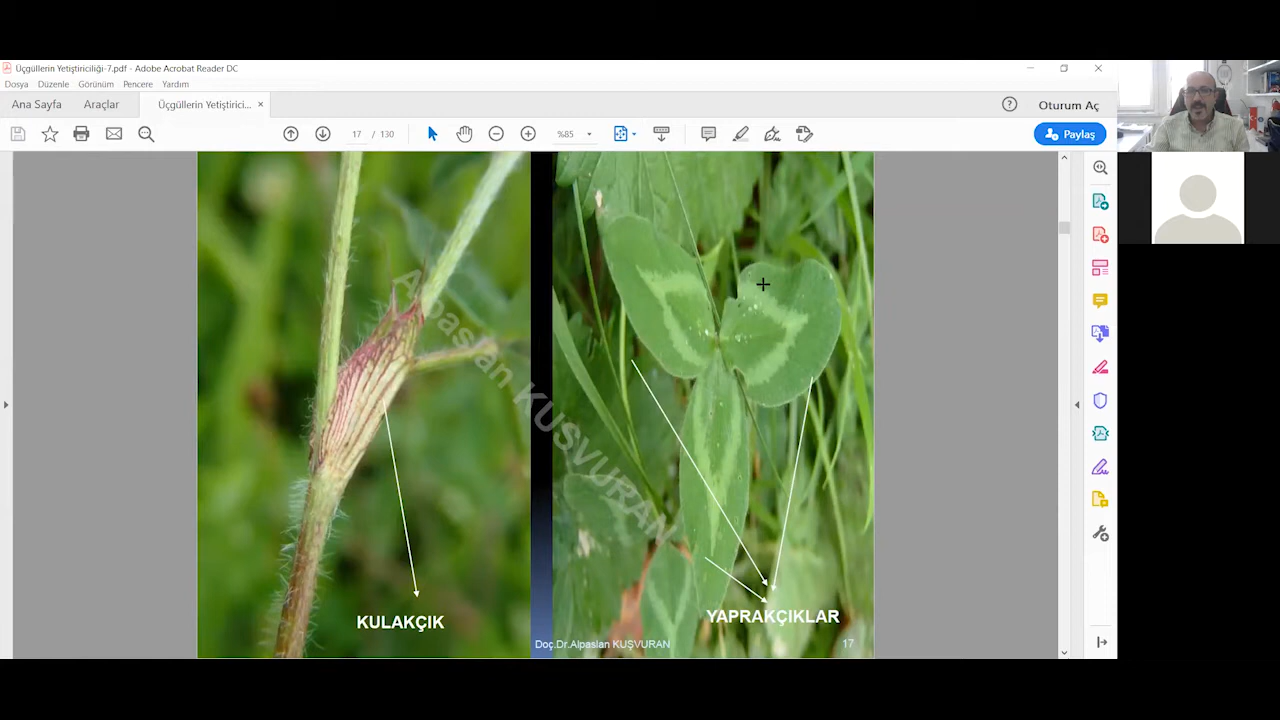 Üçgüllerin Yetiştiriciliği-7.pdf - Adobe Acrobat Reader DC
Dosya Düzenle Görünüm Pencere Yardım
Ana Sayfa Araçlar Üçgüllerin Yetiştirici... × Oturum Aç
17 / 130 %85 Paylaş
Alpaslan KUŞVURAN
KULAKÇIK
YAPRAKÇIKLAR
Doç.Dr.Alpaslan KUŞVURAN 17